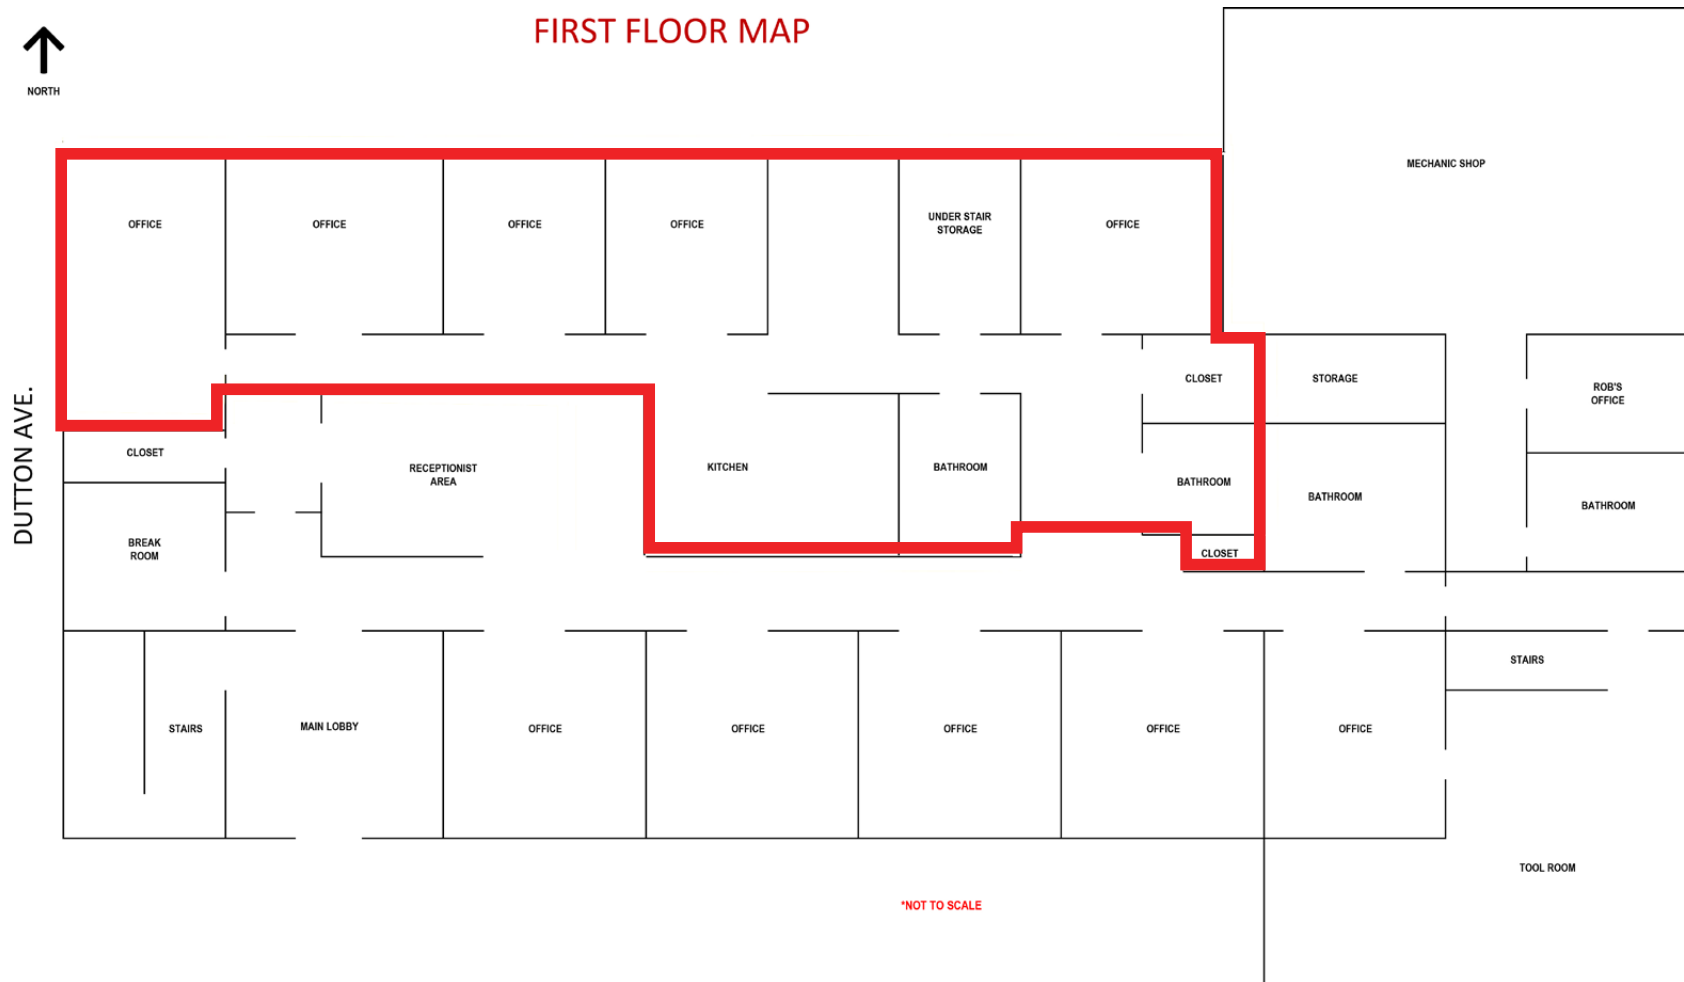 FIRST FLOOR MAP
NORTH
MECHANIC SHOP
OFFICE
OFFICE
OFFICE
OFFICE
UNDER STAIR
STORAGE
OFFICE
DUTTON AVE.
CLOSET
STORAGE
ROB'S
OFFICE
CLOSET
RECEPTIONIST
AREA
KITCHEN
BATHROOM
BATHROOM
BATHROOM
BATHROOM
BREAK
ROOM
CLOSET
STAIRS
STAIRS
MAIN LOBBY
OFFICE
OFFICE
OFFICE
OFFICE
OFFICE
TOOL ROOM
*NOT TO SCALE